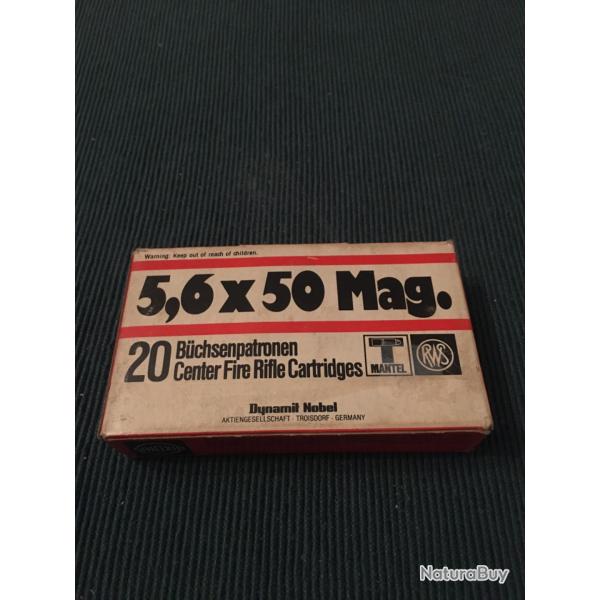 Warning: Keep out of reach of children.
5,6 x 50 Mag.
20 Büchsenpatronen
Center Fire Rifle Cartridges
T
MANTEL
RWS
Dynamit Nobel
AKTIENGESELLSCHAFT · TROISDORF · GERMANY
NaturaBuy